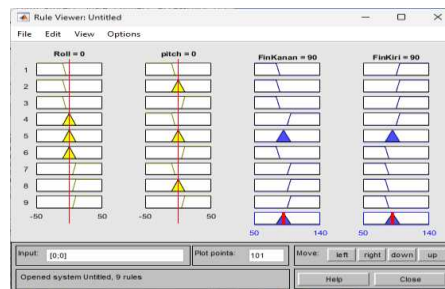 Rule Viewer: Untitled
File Edit View Options
Roll = 0 pitch = 0 FinKanan = 90 FinKiri = 90
1
2
3
4
5
6
7
8
9
-50 50 -50 50
50 140 50 140
Input: [0;0] Plot points: 101 Move: left right down up
Opened system Untitled, 9 rules Help Close